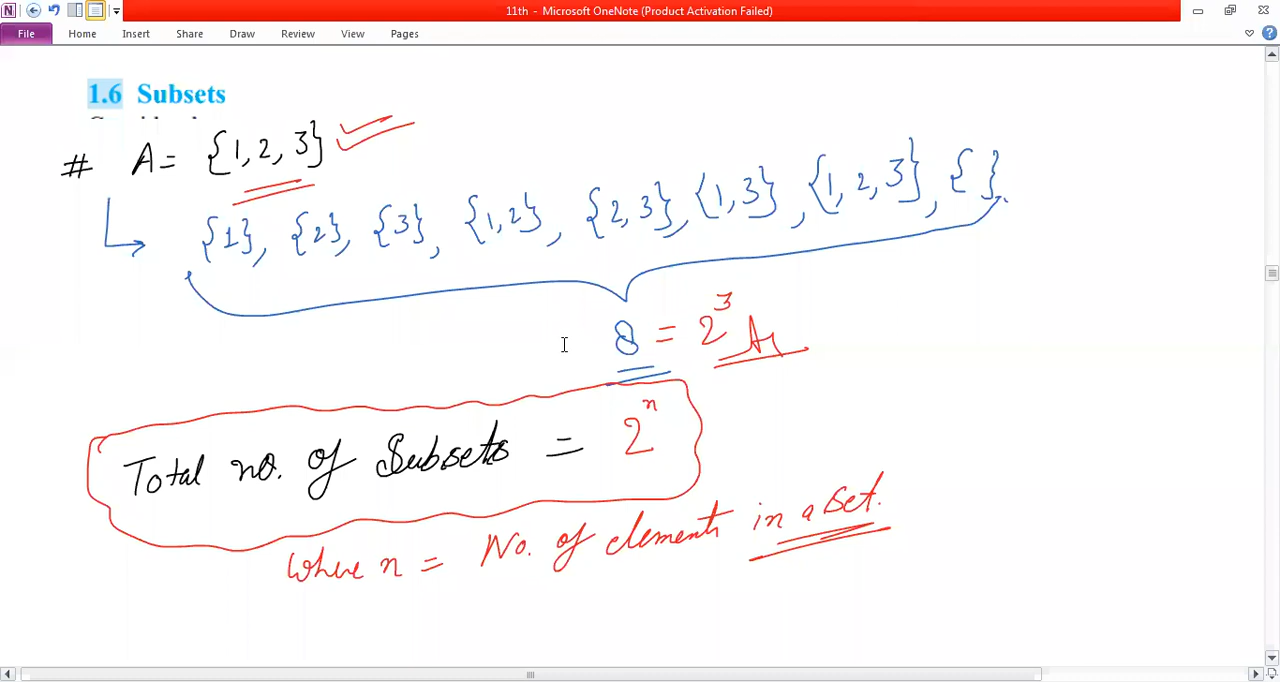 11th - Microsoft OneNote (Product Activation Failed)
File Home Insert Share Draw Review View Pages
1.6 Subsets
# A = {1, 2, 3}
{1}, {2}, {3}, {1, 2}, {2, 3}, {1, 3}, {1, 2, 3}, { }.
8 = 2³
Total no. of Subsets = 2ⁿ
Where n = No. of elements in a Set.